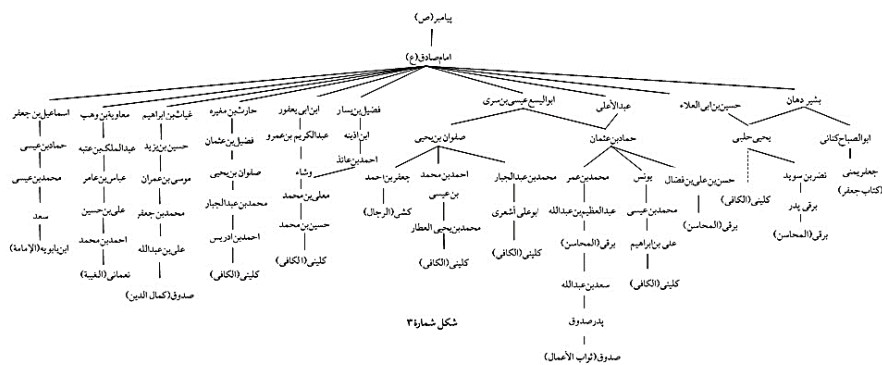 پیامبر (ص)
امام صادق (ع)
بشیر دهان
حسین بن ابی العلاء
عبدالأعلی
ابوالیسع عیسی بن سری
فضیل بن یسار
ابن ابی یعفور
حارث بن مغیره
غیاث بن ابراهیم
معاویة بن وهب
اسماعیل بن جعفر
ابوالصباح کنانی
جعفر یمنی
(کتاب جعفر)
یحیی حلبی
نضر بن سوید
برقی پدر
برقی (المحاسن)
کلینی (الکافی)
حماد بن عثمان
حسن بن علی بن فضال
برقی (المحاسن)
یونس
محمد بن عیسی
علی بن ابراهیم
کلینی (الکافی)
محمد بن عمر
عبدالعظیم بن عبدالله
برقی (المحاسن)
سعد بن عبدالله
پدر صدوق
صدوق (ثواب الأعمال)
صفوان بن یحیی
محمد بن عبدالجبار
ابوعلی أشعری
کلینی (الکافی)
احمد بن محمد
بن عیسی
محمد بن یحیی العطار
کلینی (الکافی)
جعفر بن احمد
کشی (الرجال)
ابن اذینه
احمد بن عائذ
عبدالکریم بن عمرو
وشاء
معلی بن محمد
حسین بن محمد
کلینی (الکافی)
فضیل بن عثمان
صفوان بن یحیی
محمد بن عبدالجبار
احمد بن ادریس
کلینی (الکافی)
حسین بن یزید
موسی بن عمران
محمد بن جعفر
علی بن عبدالله
صدوق (کمال الدین)
عبدالملک بن عتبه
عباس بن عامر
علی بن حسین
احمد بن محمد
نعمانی (الغیبة)
حماد بن عیسی
محمد بن عیسی
سعد
ابن بابویه (الإمامة)
شکل شمارۀ ۳